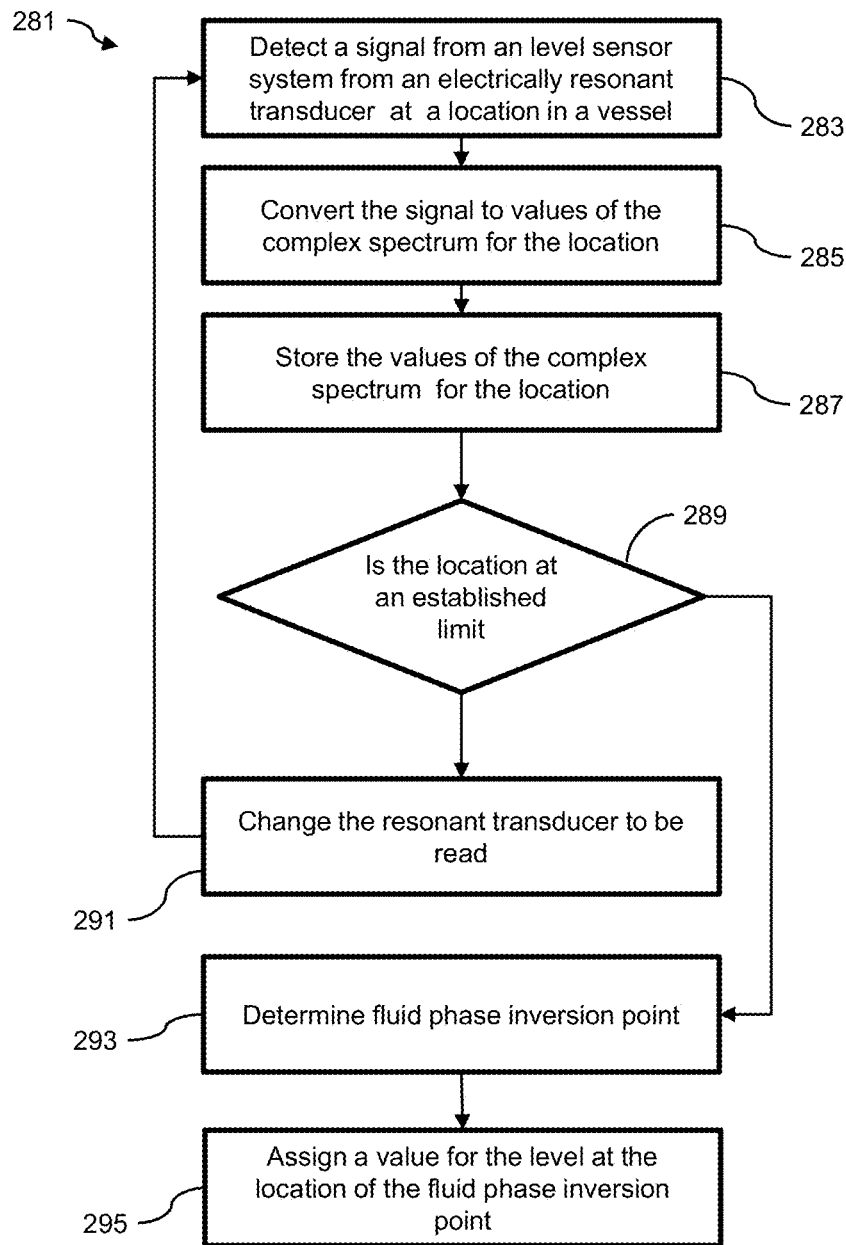 281
Detect a signal from an level sensor
system from an electrically resonant
transducer at a location in a vessel
283
Convert the signal to values of the
complex spectrum for the location
285
Store the values of the complex
spectrum for the location
287
289
Is the location at
an established
limit
Change the resonant transducer to be
read
291
Determine fluid phase inversion point
293
Assign a value for the level at the
location of the fluid phase inversion
point
295